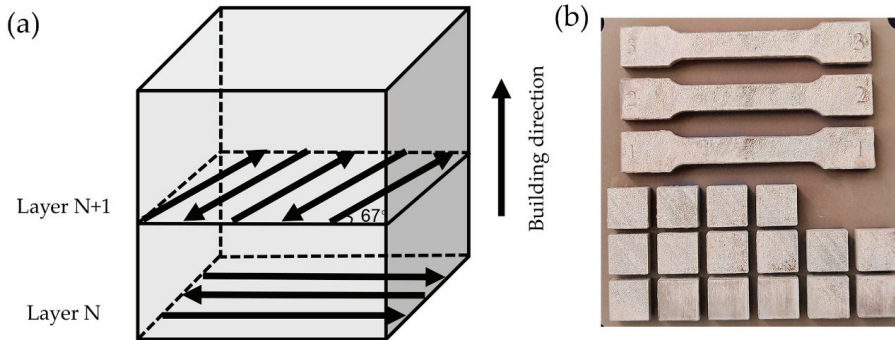 (a)
Layer N+1
67°
Layer N
Building direction
(b)
3
3
2
2
1
1